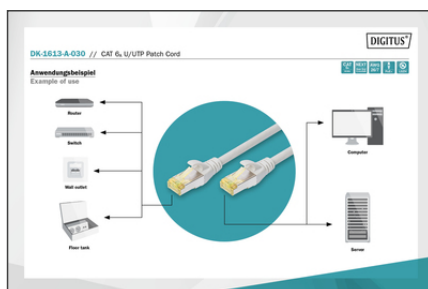 DIGITUS®
DK-1613-A-030 // CAT 6A U/UTP Patch Cord
Anwendungsbeispiel
Example of use
Router
Switch
Wall outlet
Floor tank
Computer
Server